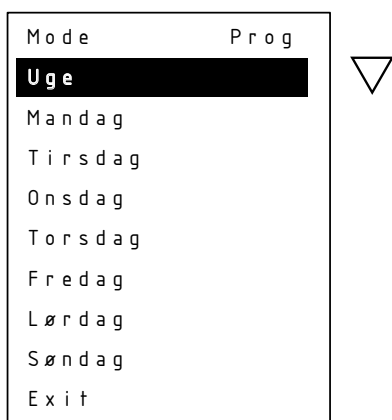 Mode Prog
Uge
Mandag
Tirsdag
Onsdag
Torsdag
Fredag
Lørdag
Søndag
Exit